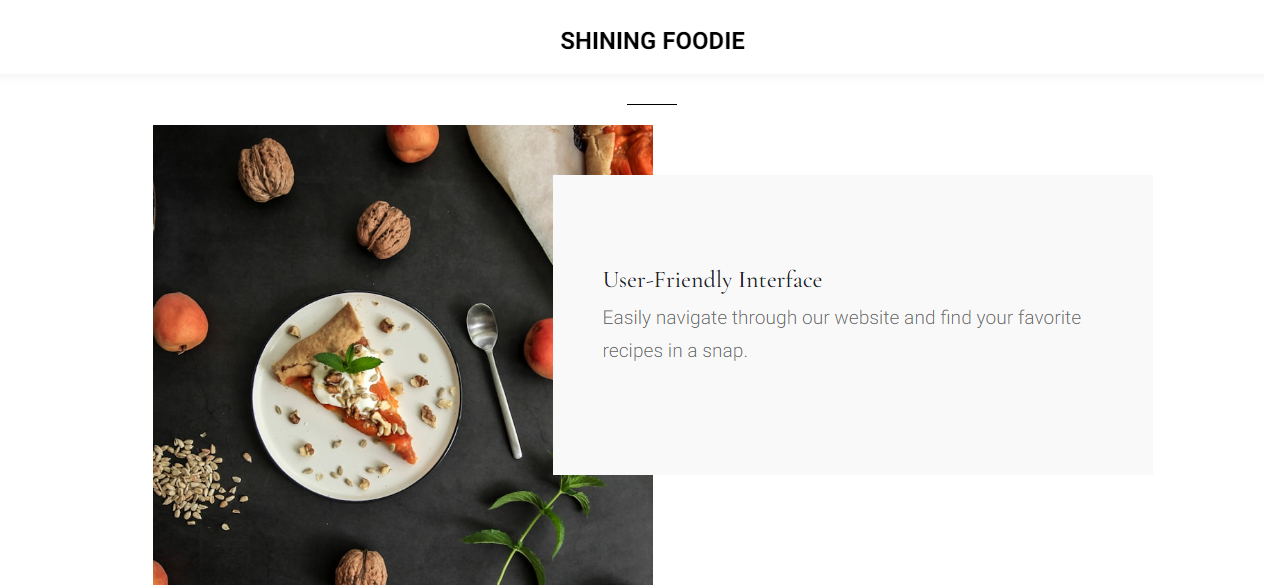 SHINING FOODIE
User-Friendly Interface
Easily navigate through our website and find your favorite
recipes in a snap.